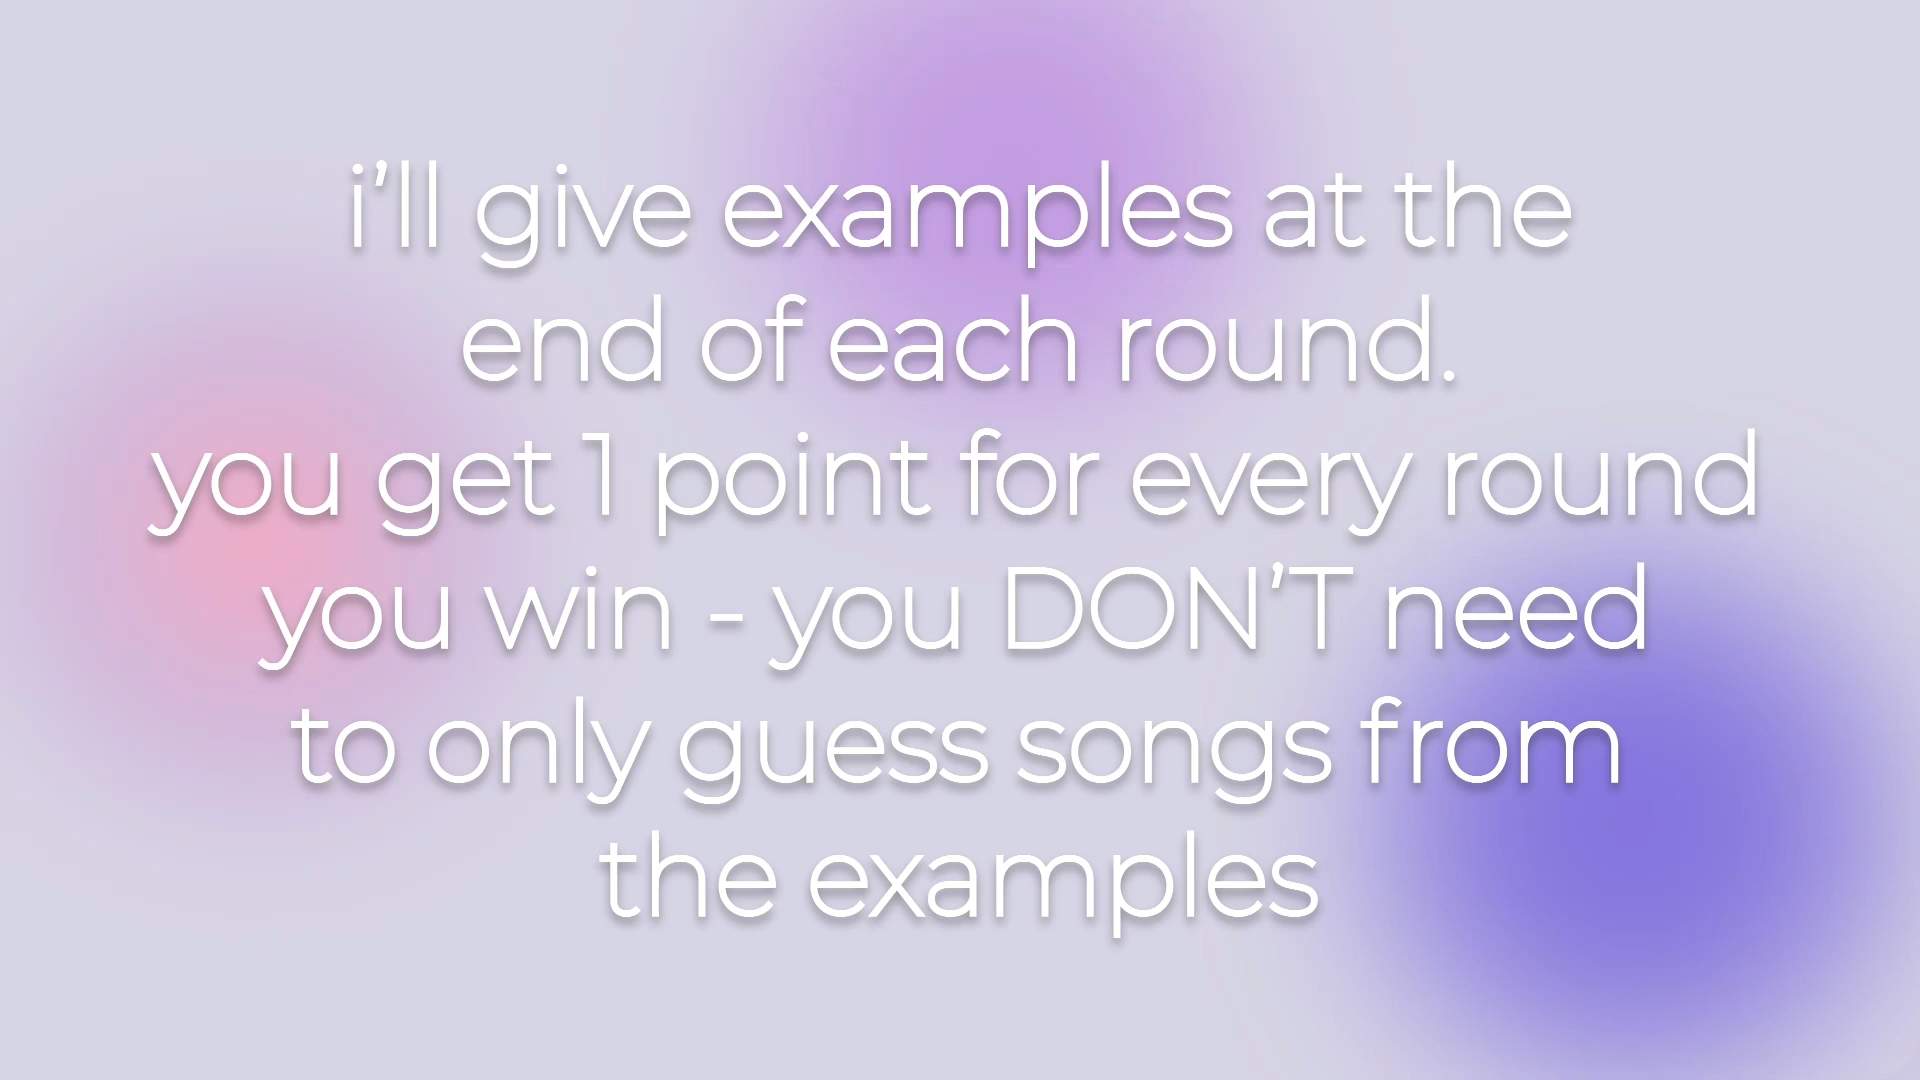 i’ll give examples at the
end of each round.
you get 1 point for every round
you win - you DON’T need
to only guess songs from
the examples